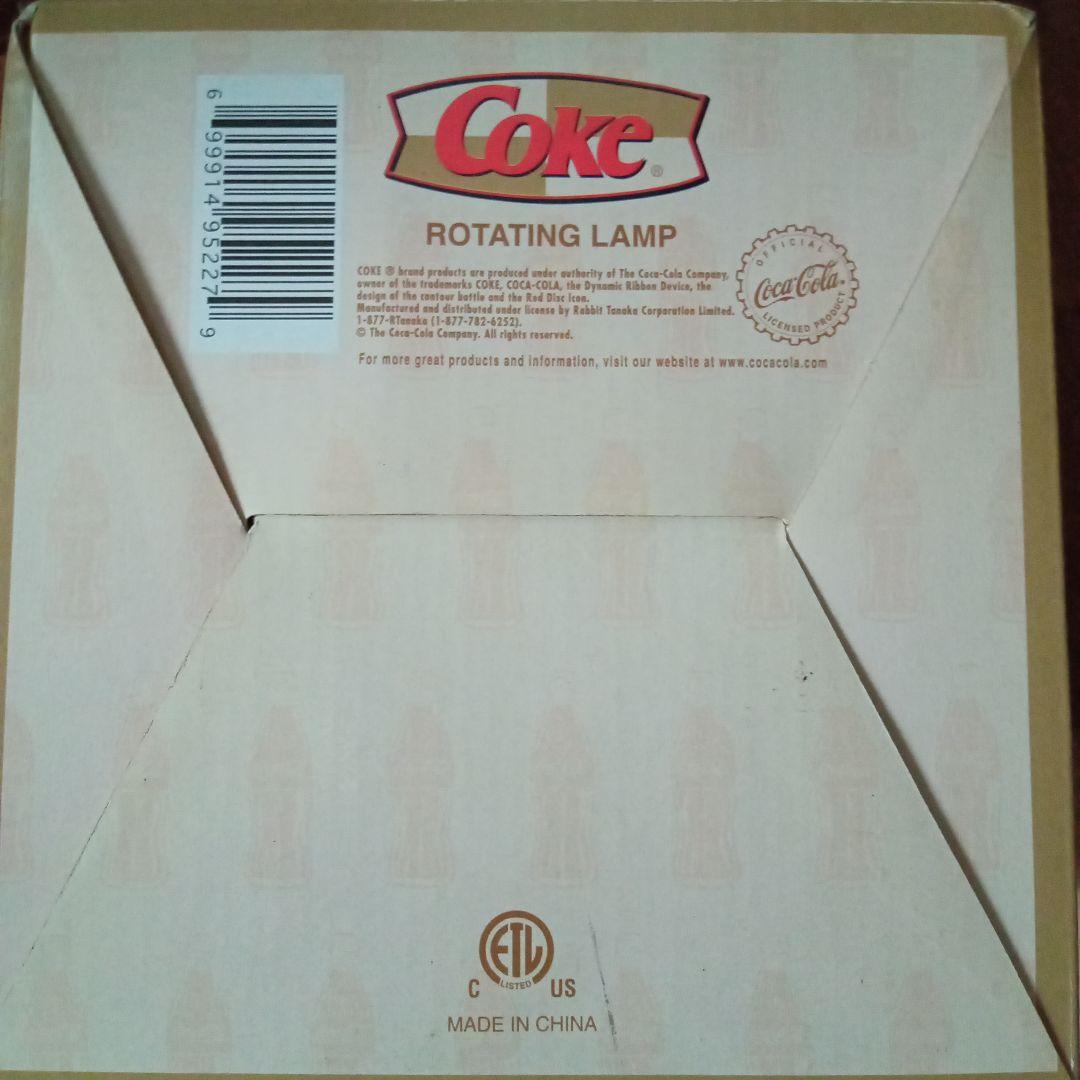 6 99914 95227 9
Coke®
ROTATING LAMP
COKE ® brand products are produced under authority of The Coca-Cola Company,
owner of the trademarks COKE, COCA-COLA, the Dynamic Ribbon Device, the
design of the contour bottle and the Red Disc Icon.
Manufactured and distributed under license by Rabbit Tanaka Corporation Limited.
1-877-RTanaka (1-877-782-6252).
© The Coca-Cola Company. All rights reserved.
OFFICIAL
Coca-Cola
LICENSED PRODUCT
For more great products and information, visit our website at www.cocacola.com
ETL
LISTED
C US
MADE IN CHINA